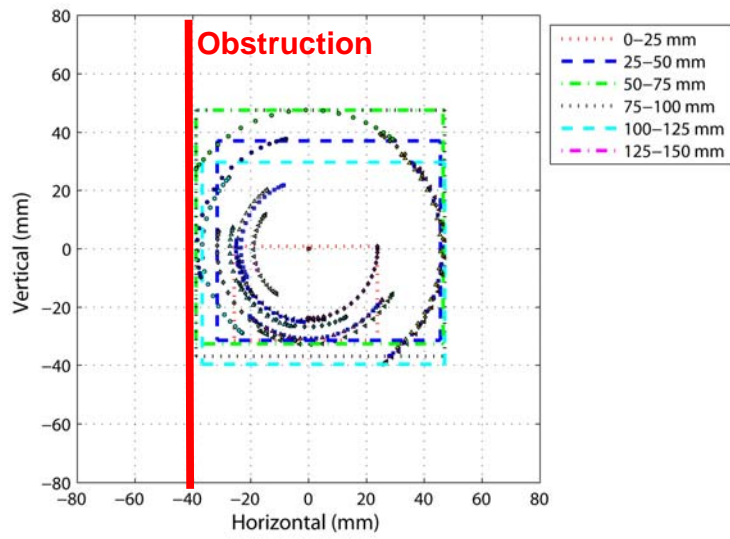 80
60
40
20
0
−20
−40
−60
−80
Vertical (mm)
−80 −60 −40 −20 0 20 40 60 80
Horizontal (mm)
Obstruction
0−25 mm
25−50 mm
50−75 mm
75−100 mm
100−125 mm
125−150 mm